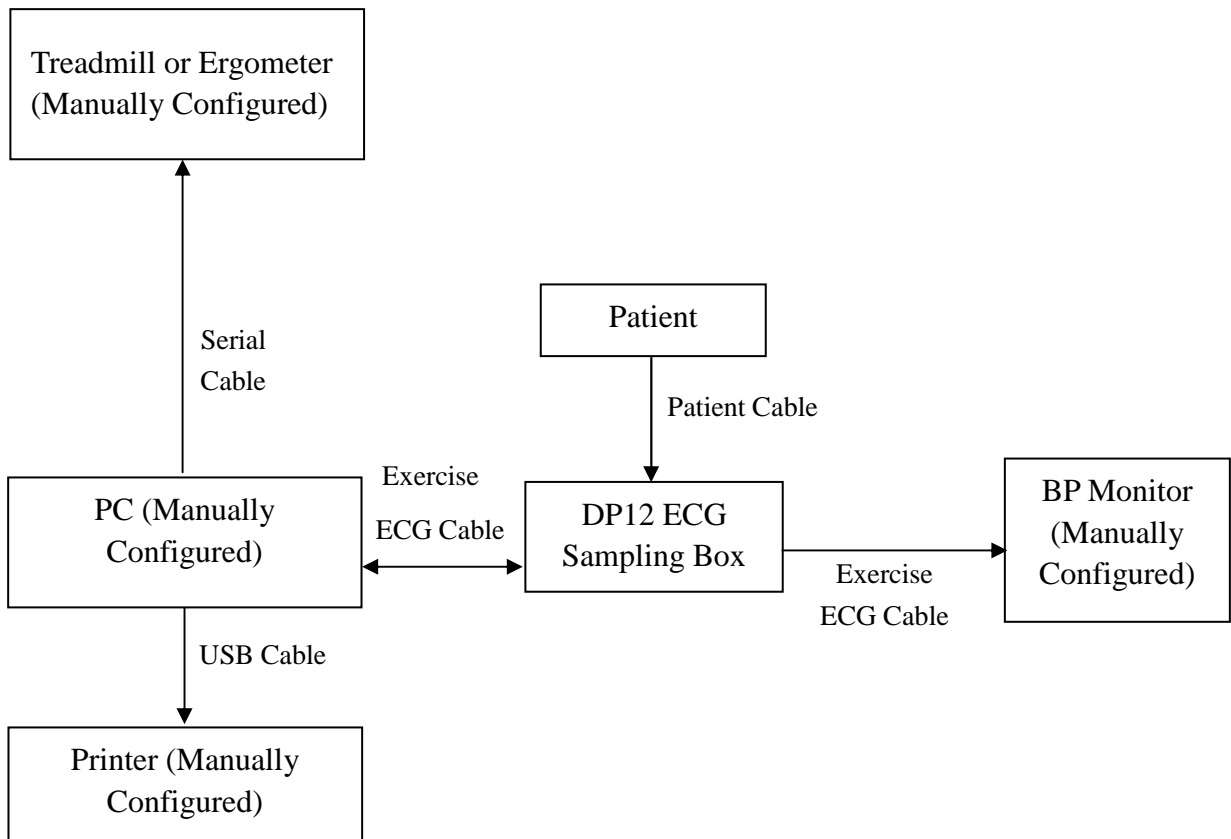 Treadmill or Ergometer
(Manually Configured)
Serial
Cable
Patient
Patient Cable
PC (Manually
Configured)
Exercise
ECG Cable
DP12 ECG
Sampling Box
Exercise
ECG Cable
BP Monitor
(Manually
Configured)
USB Cable
Printer (Manually
Configured)